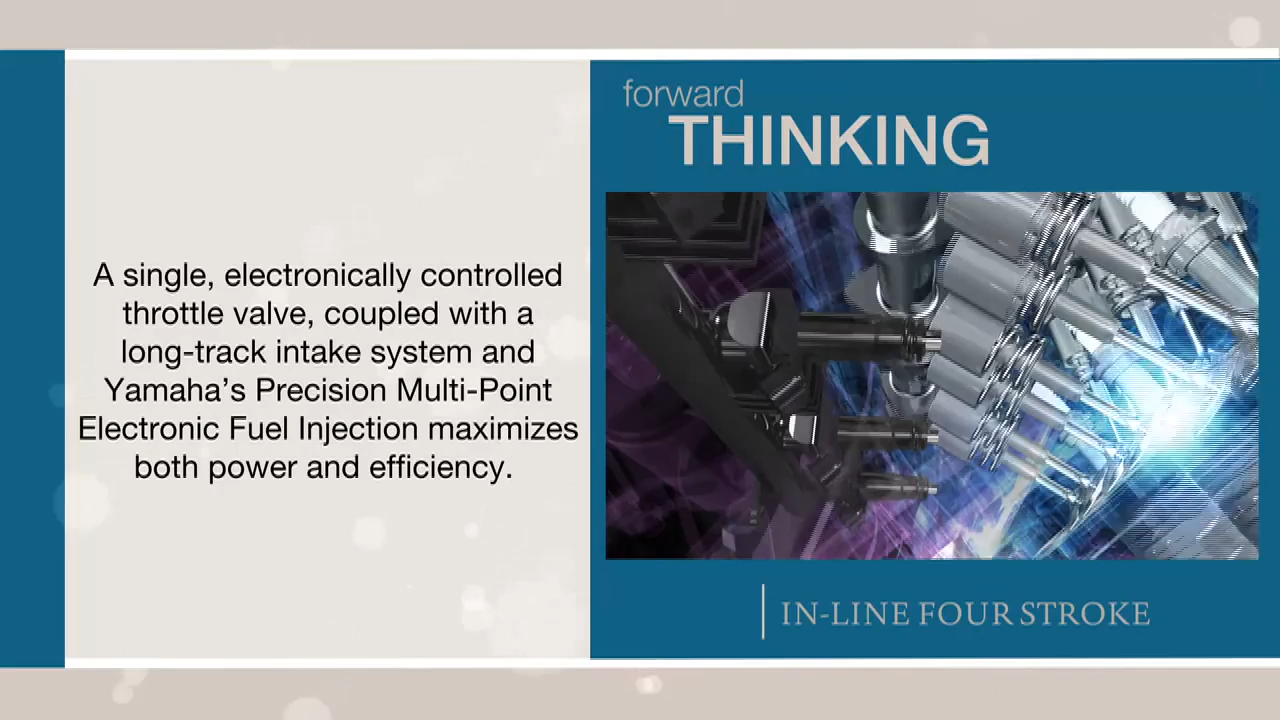 forward
THINKING
A single, electronically controlled
throttle valve, coupled with a
long-track intake system and
Yamaha’s Precision Multi-Point
Electronic Fuel Injection maximizes
both power and efficiency.
IN-LINE FOUR STROKE